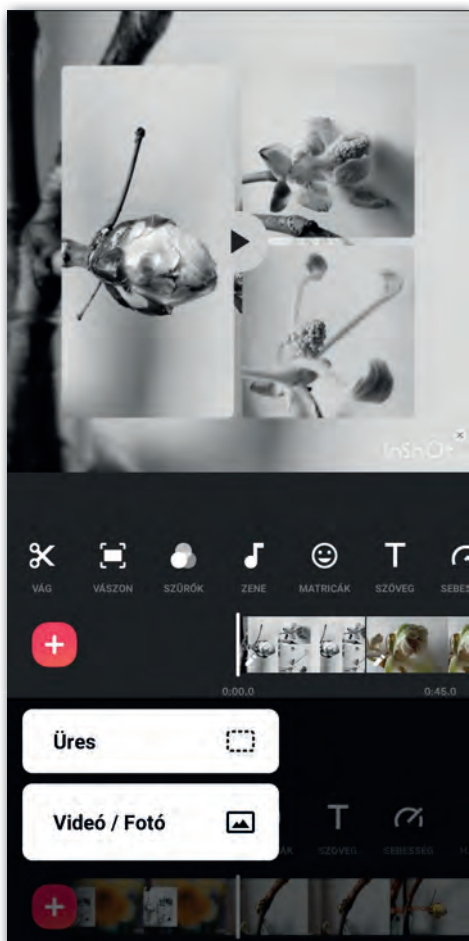 InShOt
VÁG VÁSZON SZŰRŐK ZENE MATRICÁK SZÖVEG
0:00.0 0:45.0
Üres
Videó / Fotó
SZÖVEG SEBESSÉG